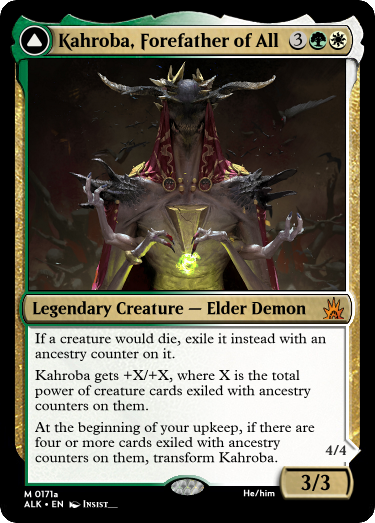 Kahroba, Forefather of All 3
Legendary Creature — Elder Demon
If a creature would die, exile it instead with an
ancestry counter on it.
Kahroba gets +X/+X, where X is the total
power of creature cards exiled with ancestry
counters on them.
At the beginning of your upkeep, if there are
four or more cards exiled with ancestry
counters on them, transform Kahroba.
4/4
3/3
M 0171a
ALK • EN Insist__
He/him